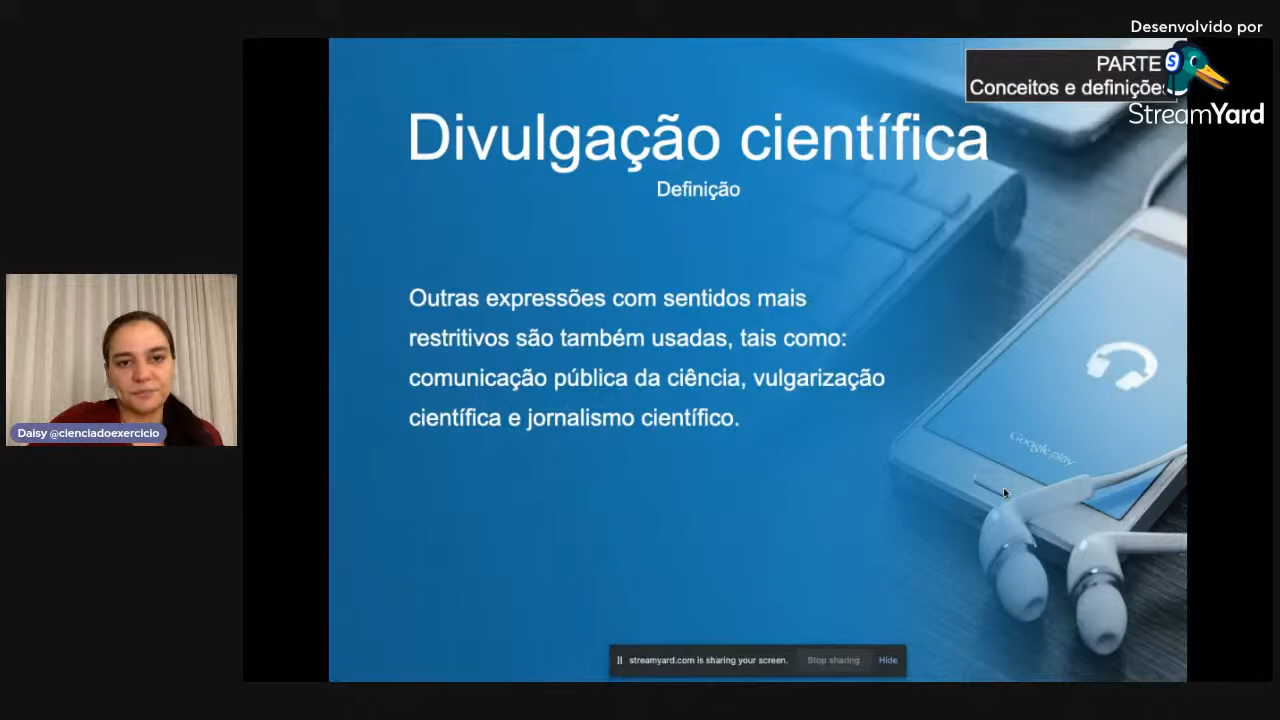 Desenvolvido por
StreamYard
PARTE
Conceitos e definições
Divulgação científica
Definição
Outras expressões com sentidos mais
restritivos são também usadas, tais como:
comunicação pública da ciência, vulgarização
científica e jornalismo científico.
Google play
Daisy @cienciadoexercicio
streamyard.com is sharing your screen. Stop sharing Hide